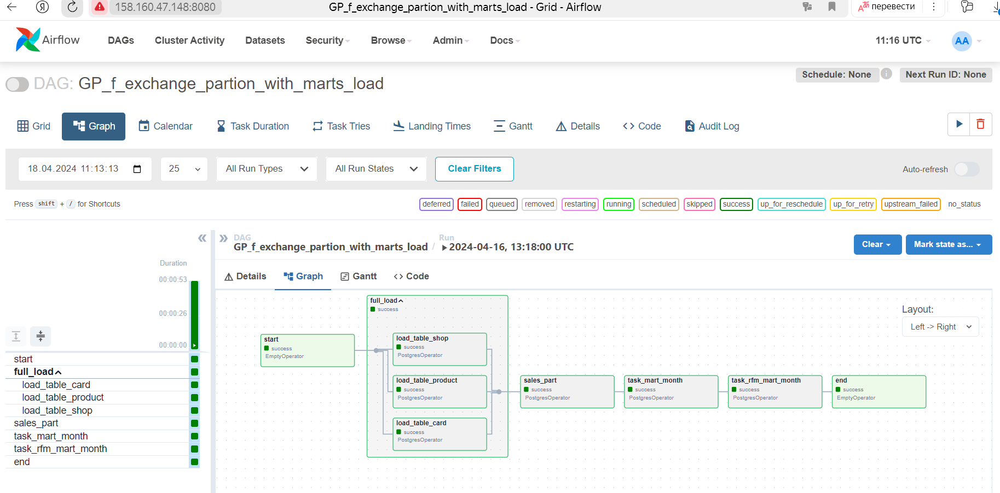 158.160.47.148:8080
GP_f_exchange_partion_with_marts_load - Grid - Airflow
перевести
Airflow
DAGs
Cluster Activity
Datasets
Security
Browse
Admin
Docs
11:16 UTC
AA
DAG: GP_f_exchange_partion_with_marts_load
Schedule: None
Next Run ID: None
Grid
Graph
Calendar
Task Duration
Task Tries
Landing Times
Gantt
Details
Code
Audit Log
18.04.2024 11:13:13
25
All Run Types
All Run States
Clear Filters
Auto-refresh
Press shift + / for Shortcuts
deferred
failed
queued
removed
restarting
running
scheduled
skipped
success
up_for_reschedule
up_for_retry
upstream_failed
no_status
Duration
00:00:53
00:00:26
00:00:00
start
full_load
load_table_card
load_table_product
load_table_shop
sales_part
task_mart_month
task_rfm_mart_month
end
DAG
GP_f_exchange_partion_with_marts_load
/
Run
2024-04-16, 13:18:00 UTC
Clear
Mark state as...
Details
Graph
Gantt
Code
Layout:
Left -> Right
start
success
EmptyOperator
full_load
success
load_table_shop
success
PostgresOperator
load_table_product
success
PostgresOperator
load_table_card
success
PostgresOperator
sales_part
success
PostgresOperator
task_mart_month
success
PostgresOperator
task_rfm_mart_month
success
PostgresOperator
end
success
EmptyOperator